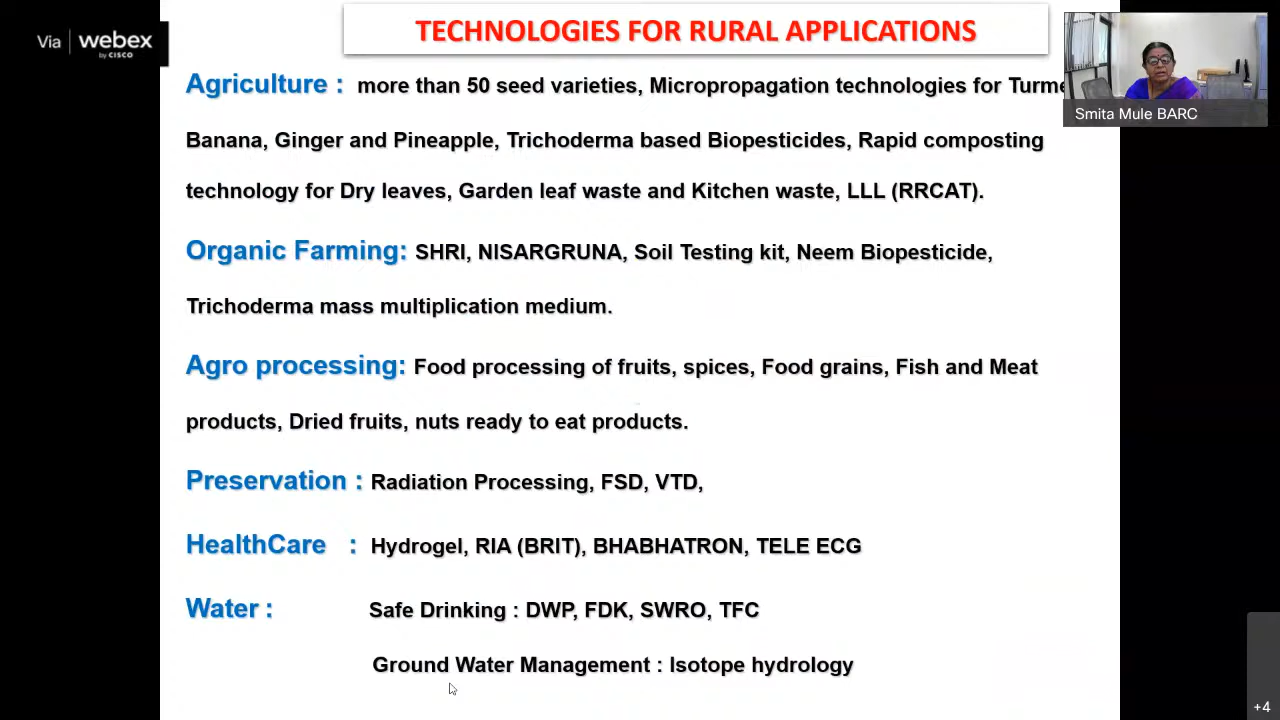 Via webex
by CISCO
TECHNOLOGIES FOR RURAL APPLICATIONS
Agriculture : more than 50 seed varieties, Micropropagation technologies for Turme
Banana, Ginger and Pineapple, Trichoderma based Biopesticides, Rapid composting
technology for Dry leaves, Garden leaf waste and Kitchen waste, LLL (RRCAT).
Organic Farming: SHRI, NISARGRUNA, Soil Testing kit, Neem Biopesticide,
Trichoderma mass multiplication medium.
Agro processing: Food processing of fruits, spices, Food grains, Fish and Meat
products, Dried fruits, nuts ready to eat products.
Preservation : Radiation Processing, FSD, VTD,
HealthCare : Hydrogel, RIA (BRIT), BHABHATRON, TELE ECG
Water : Safe Drinking : DWP, FDK, SWRO, TFC
Ground Water Management : Isotope hydrology
Smita Mule BARC
+4